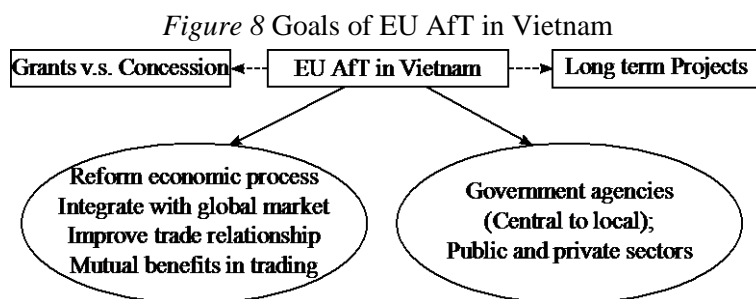 Figure 8 Goals of EU AfT in Vietnam
Grants v.s. Concession
EU AfT in Vietnam
Long term Projects
Reform economic process
Integrate with global market
Improve trade relationship
Mutual benefits in trading
Government agencies
(Central to local);
Public and private sectors